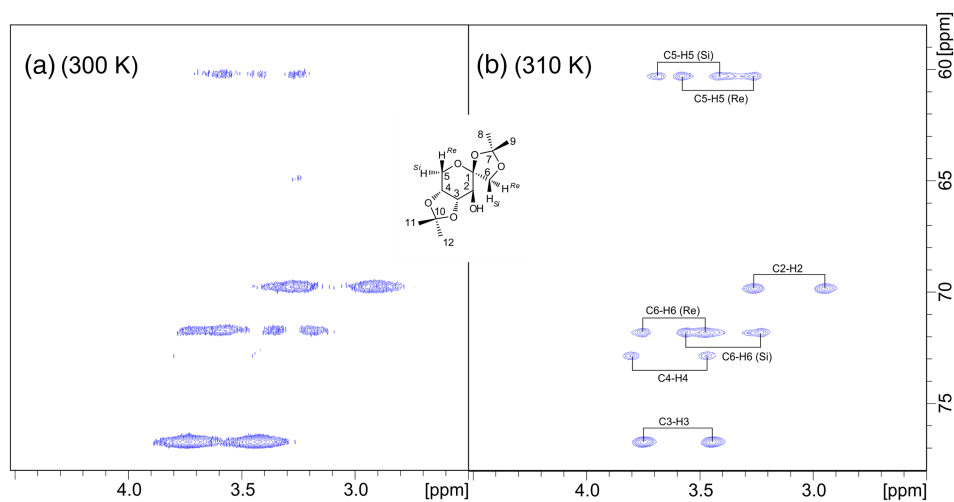 (a) (300 K)
(b) (310 K)
[ppm]
60
65
70
75
C5-H5 (Si)
C5-H5 (Re)
C2-H2
C6-H6 (Re)
C6-H6 (Si)
C4-H4
C3-H3
8
9
H Re
O
7
O
Si H
5
O
1
6
H Re
4
3
2
H Si
O
OH
10
O
11
12
4.0 3.5 3.0 [ppm]
4.0 3.5 3.0 [ppm]